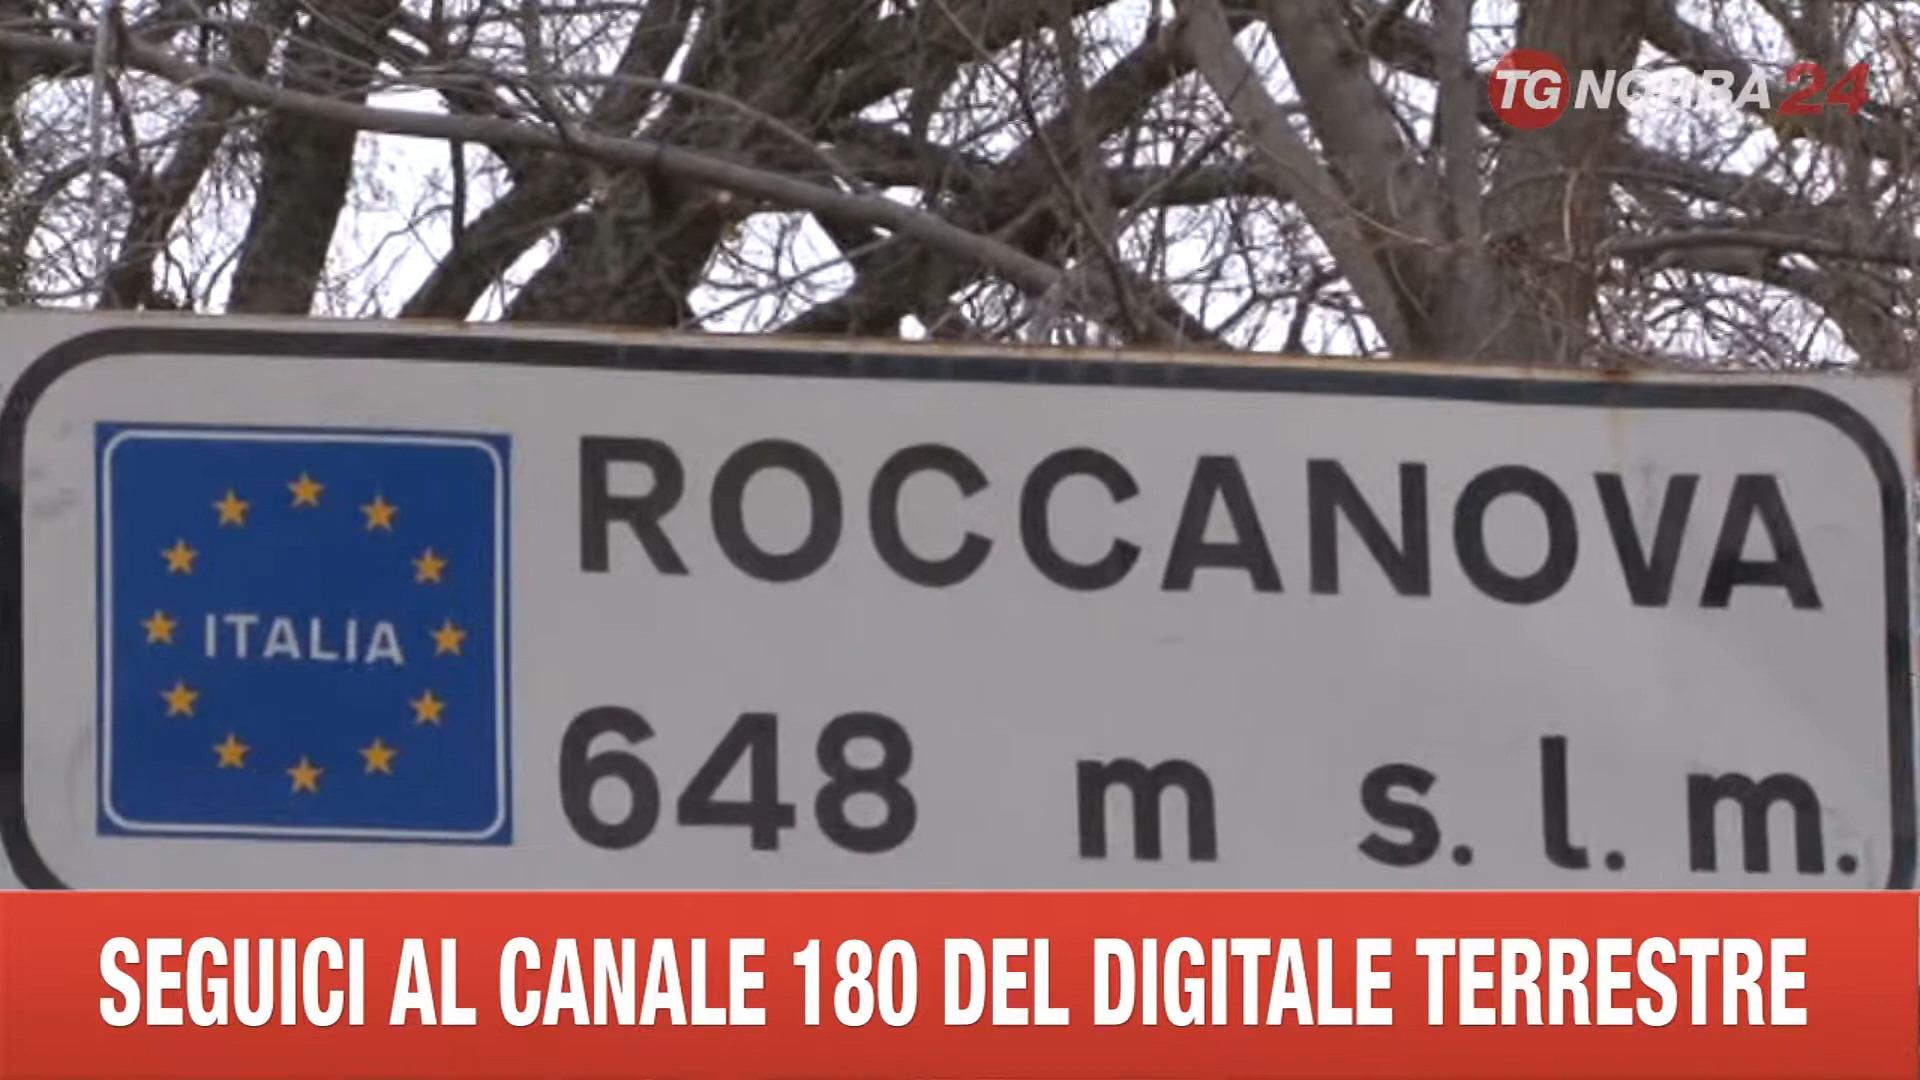 TG NORBA 24
ROCCANOVA
ITALIA
648 m s.l.m.
SEGUICI AL CANALE 180 DEL DIGITALE TERRESTRE